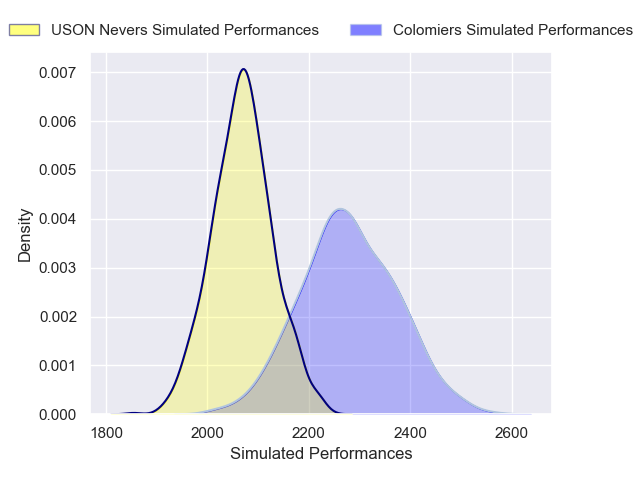 USON Nevers Simulated Performances
Colomiers Simulated Performances
0.007
0.006
0.005
0.004
0.003
0.002
0.001
0.000
Density
1800 2000 2200 2400 2600
Simulated Performances